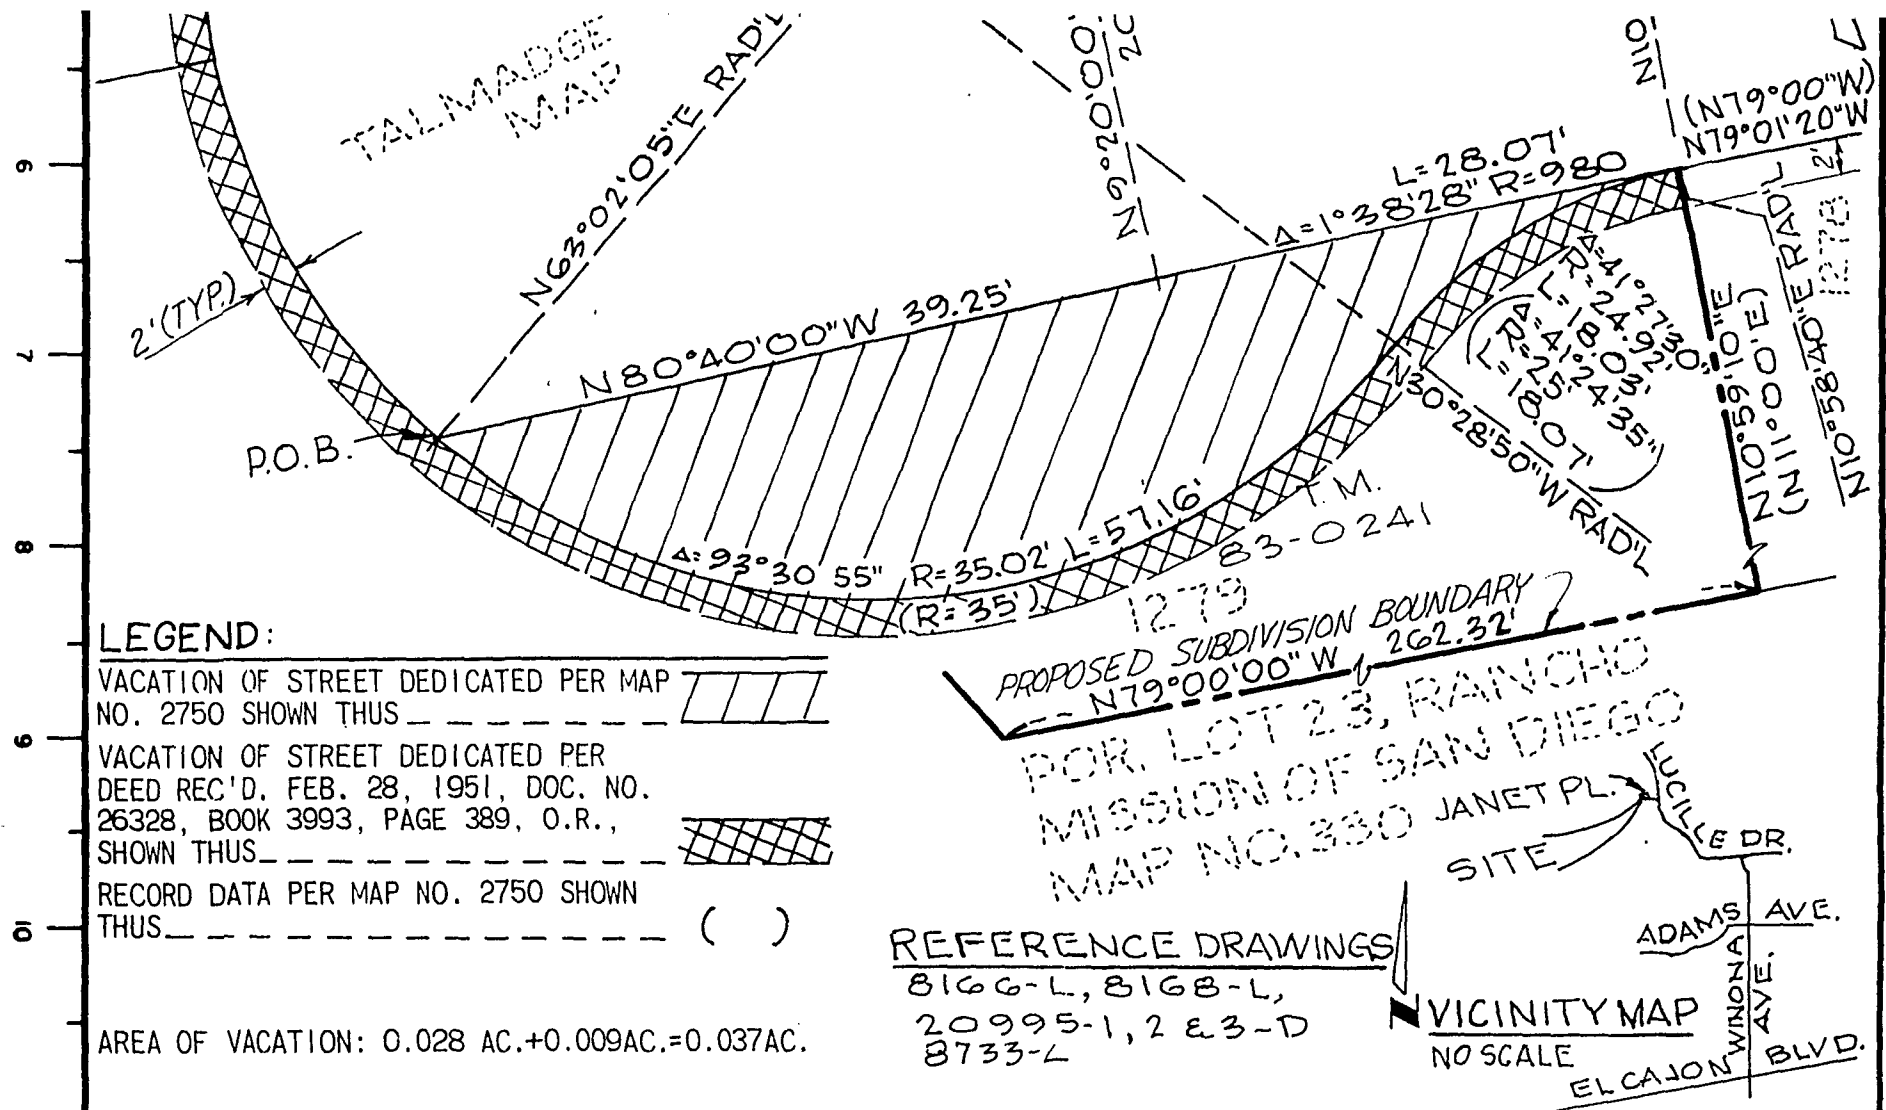 TALMADGE
MAP
N63°02'05"E RAD'L
N9°20'00"
20
N10
(N79°00"W)
N79°01'20"W
L=28.07'
Δ=1°38'28" R=980
2'
1278
N10°58'40"E RAD'L
N10°59'10"E
(N11°00'E)
2'(TYP.)
N80°40'00"W 39.25'
P.O.B.
Δ=41°27'30"
R=24.92'
L=18.03'
Δ=41°24'35"
R=25'
L=18.07'
N30°28'50"W RAD'L
Δ=93°30 55" R=35.02' L=57.16'
(R=35')
T.M.
83-0241
1279
PROPOSED SUBDIVISION BOUNDARY
N79°00'00" W 262.32'
POR. LOT 23, RANCHO
MISSION OF SAN DIEGO
MAP NO. 330
6
7
8
9
10
LEGEND:
VACATION OF STREET DEDICATED PER MAP
NO. 2750 SHOWN THUS
VACATION OF STREET DEDICATED PER
DEED REC'D. FEB. 28, 1951, DOC. NO.
26328, BOOK 3993, PAGE 389, O.R.,
SHOWN THUS
RECORD DATA PER MAP NO. 2750 SHOWN
THUS ( )
AREA OF VACATION: 0.028 AC.+0.009AC.=0.037AC.
REFERENCE DRAWINGS
8166-L, 8168-L,
20995-1, 2 & 3-D
8733-L
JANET PL.
LUCILLE DR.
SITE
ADAMS AVE.
WINONA AVE.
EL CAJON BLVD.
N
VICINITY MAP
NO SCALE